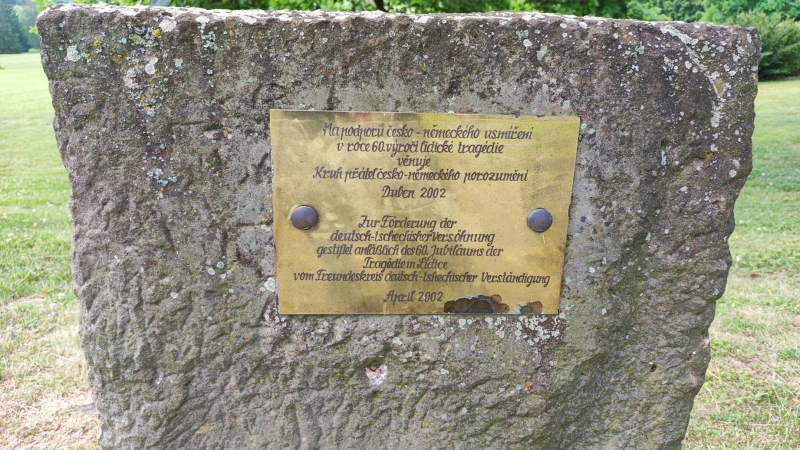 Na podporu česko-německého usmíření
v roce 60. výročí lidické tragédie
věnuje
Kruh přátel česko-německého porozumění
Duben 2002
Zur Förderung der
deutsch-tschechischer Versöhnung
gestiftet anläßlich des 60. Jubiläums der
Tragödie in Lidice
vom Freundeskreis deutsch-tshechischer Verständigung
April 2002